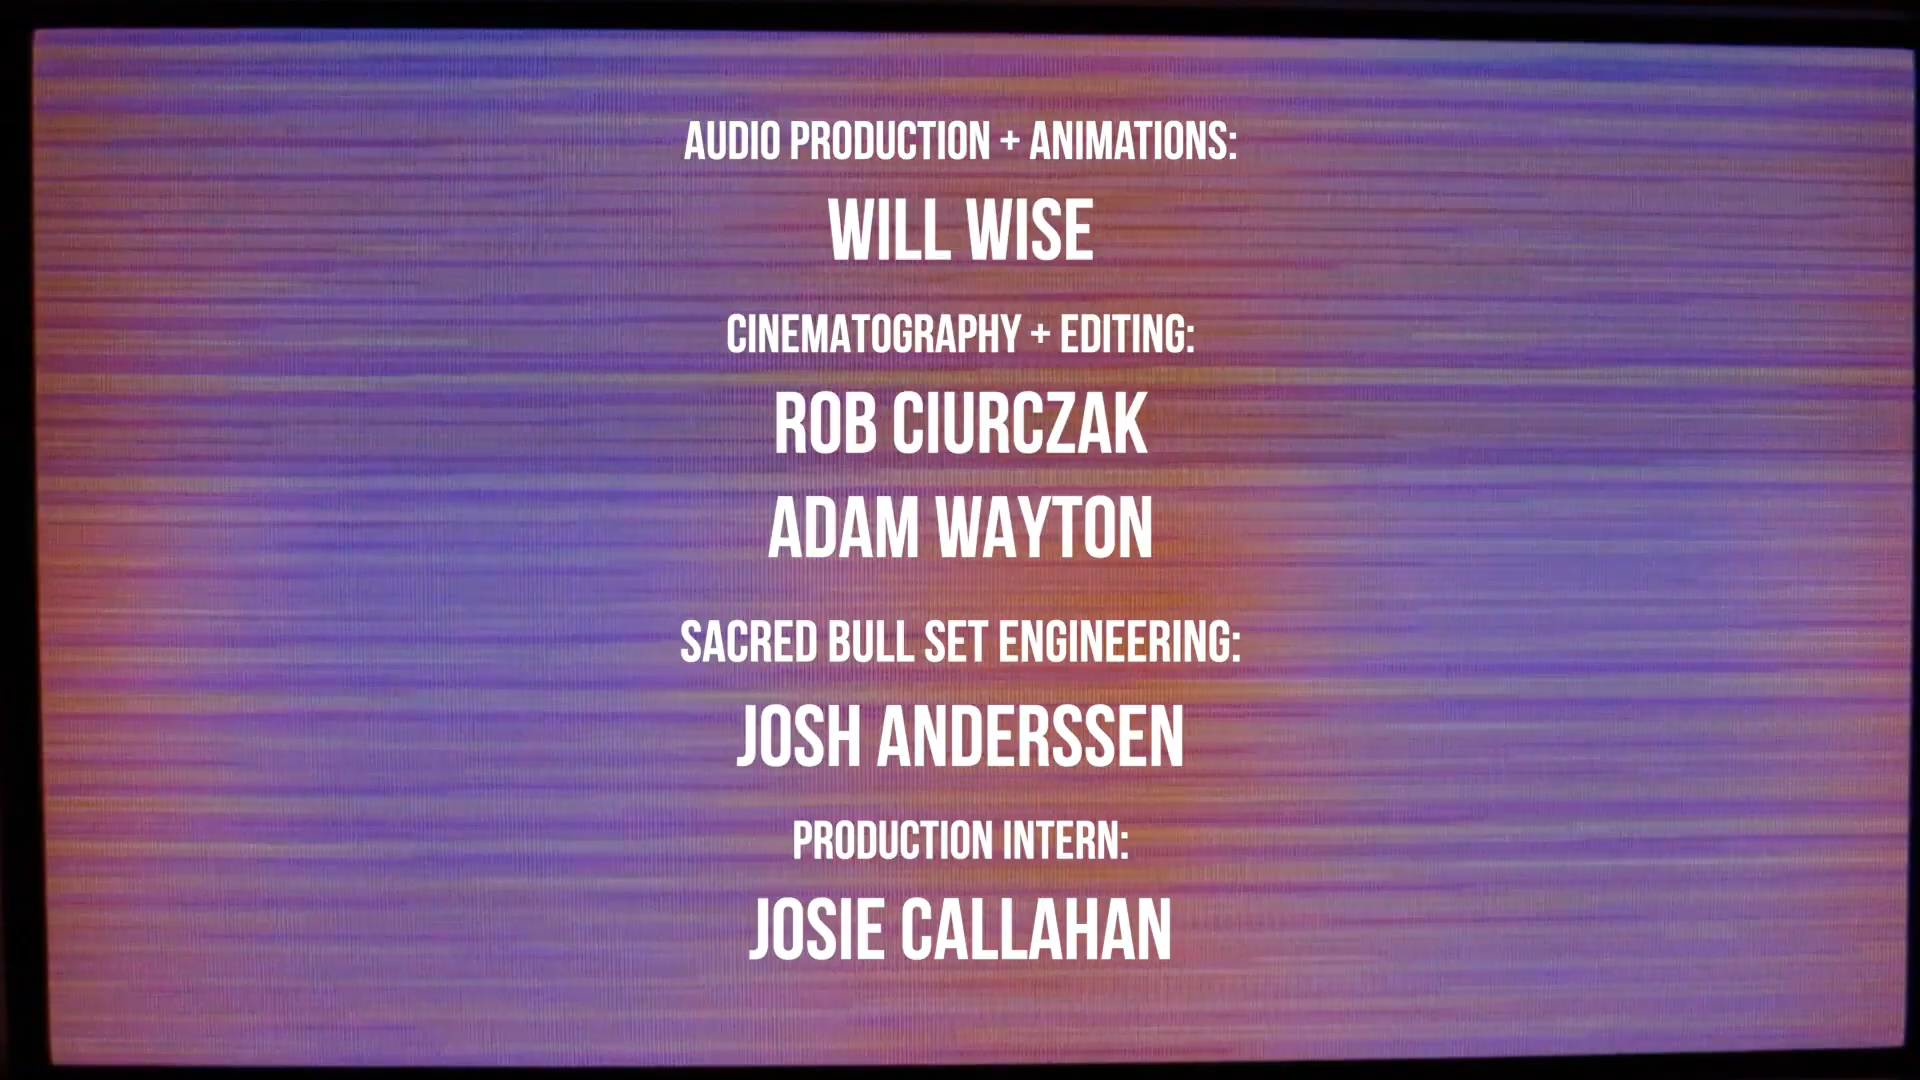 AUDIO PRODUCTION + ANIMATIONS:
WILL WISE
CINEMATOGRAPHY + EDITING:
ROB CIURCZAK
ADAM WAYTON
SACRED BULL SET ENGINEERING:
JOSH ANDERSSEN
PRODUCTION INTERN:
JOSIE CALLAHAN